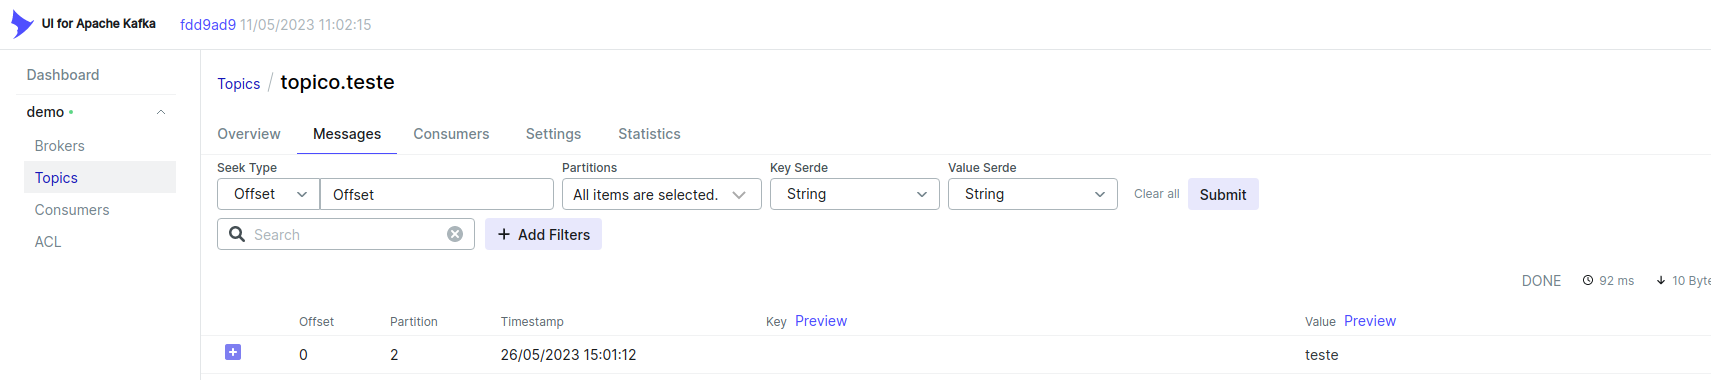 UI for Apache Kafka fdd9ad9 11/05/2023 11:02:15
Dashboard
demo
Brokers
Topics
Consumers
ACL
Topics / topico.teste
Overview Messages Consumers Settings Statistics
Seek Type Partitions Key Serde Value Serde
Offset Offset All items are selected. String String Clear all Submit
Search + Add Filters
DONE 92 ms 10 Byte
Offset Partition Timestamp Key Preview Value Preview
0 2 26/05/2023 15:01:12 teste